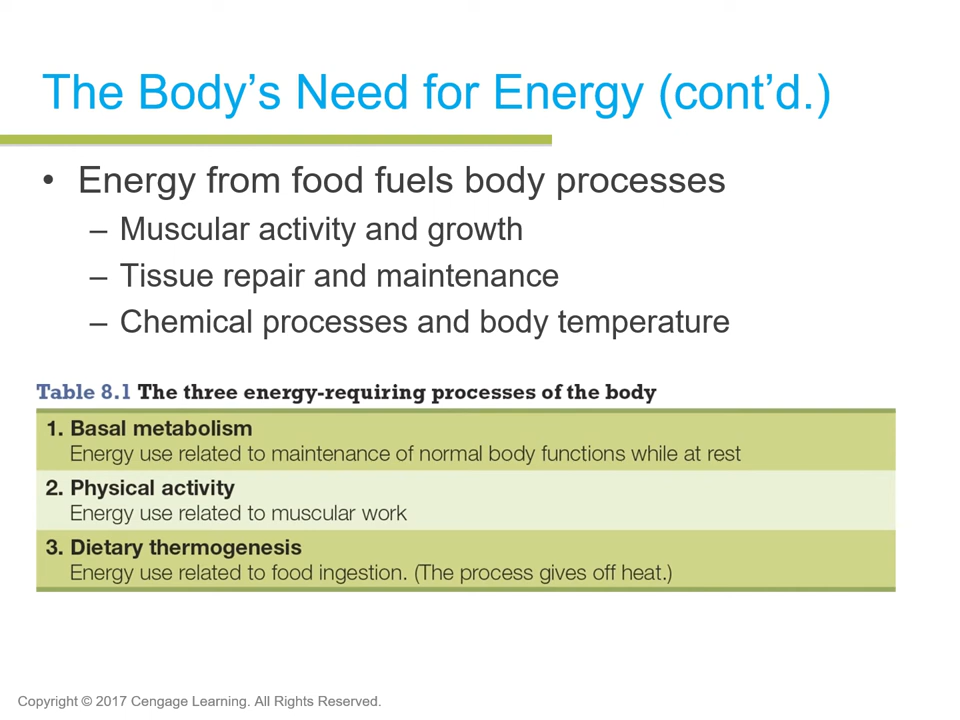 The Body’s Need for Energy (cont’d.)
• Energy from food fuels body processes
– Muscular activity and growth
– Tissue repair and maintenance
– Chemical processes and body temperature
Table 8.1 The three energy-requiring processes of the body
1. Basal metabolism
Energy use related to maintenance of normal body functions while at rest
2. Physical activity
Energy use related to muscular work
3. Dietary thermogenesis
Energy use related to food ingestion. (The process gives off heat.)
Copyright © 2017 Cengage Learning. All Rights Reserved.